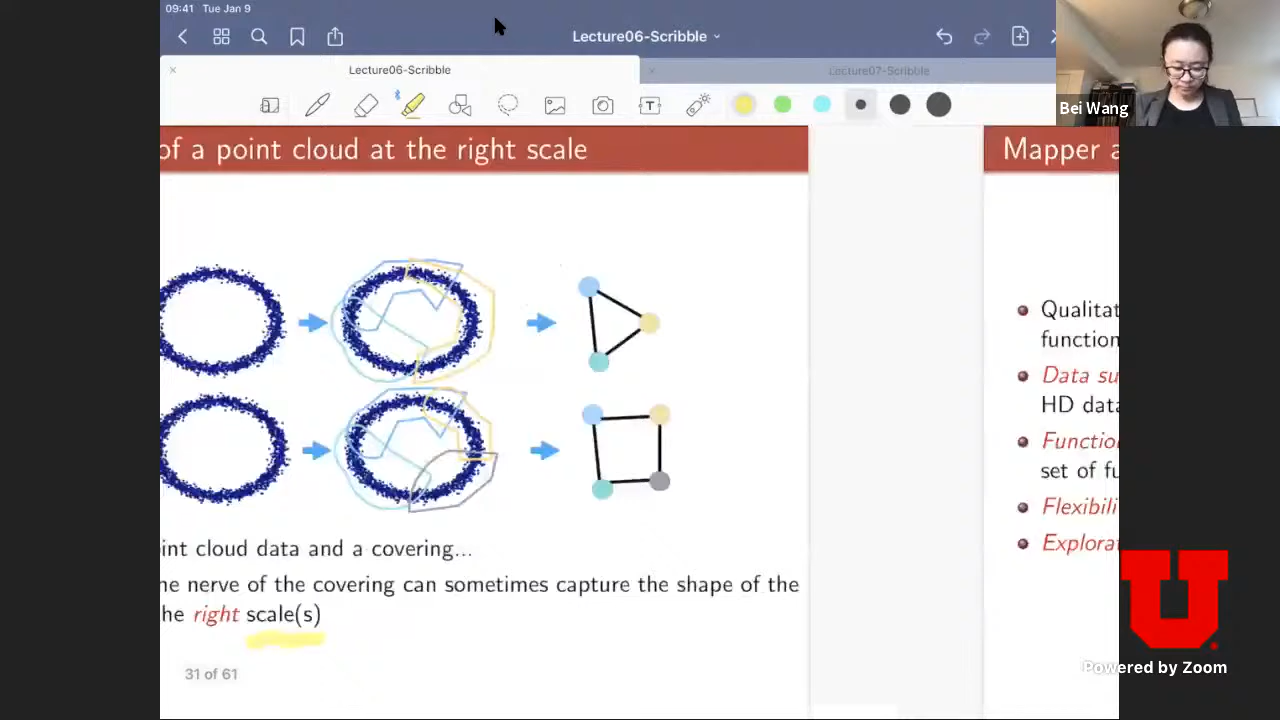 09:41 Tue Jan 9
Lecture06-Scribble
Lecture06-Scribble
Lecture07-Scribble
T
Bei Wang
of a point cloud at the right scale
int cloud data and a covering...
ne nerve of the covering can sometimes capture the shape of the
he right scale(s)
31 of 61
Mapper a
Qualitat
function
Data su
HD data
Functio
set of fu
Flexibili
Explorat
U
Powered by Zoom